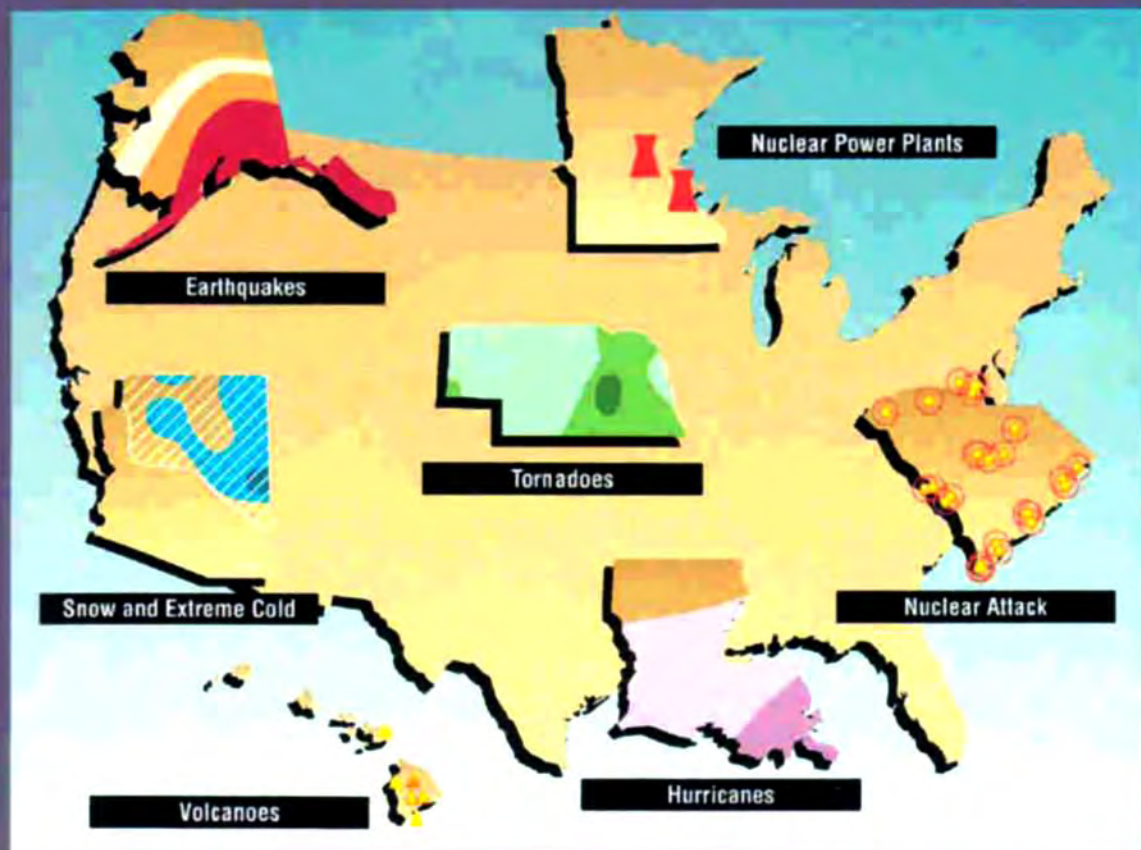 Nuclear Power Plants
Earthquakes
Tornadoes
Snow and Extreme Cold
Nuclear Attack
Hurricanes
Volcanoes